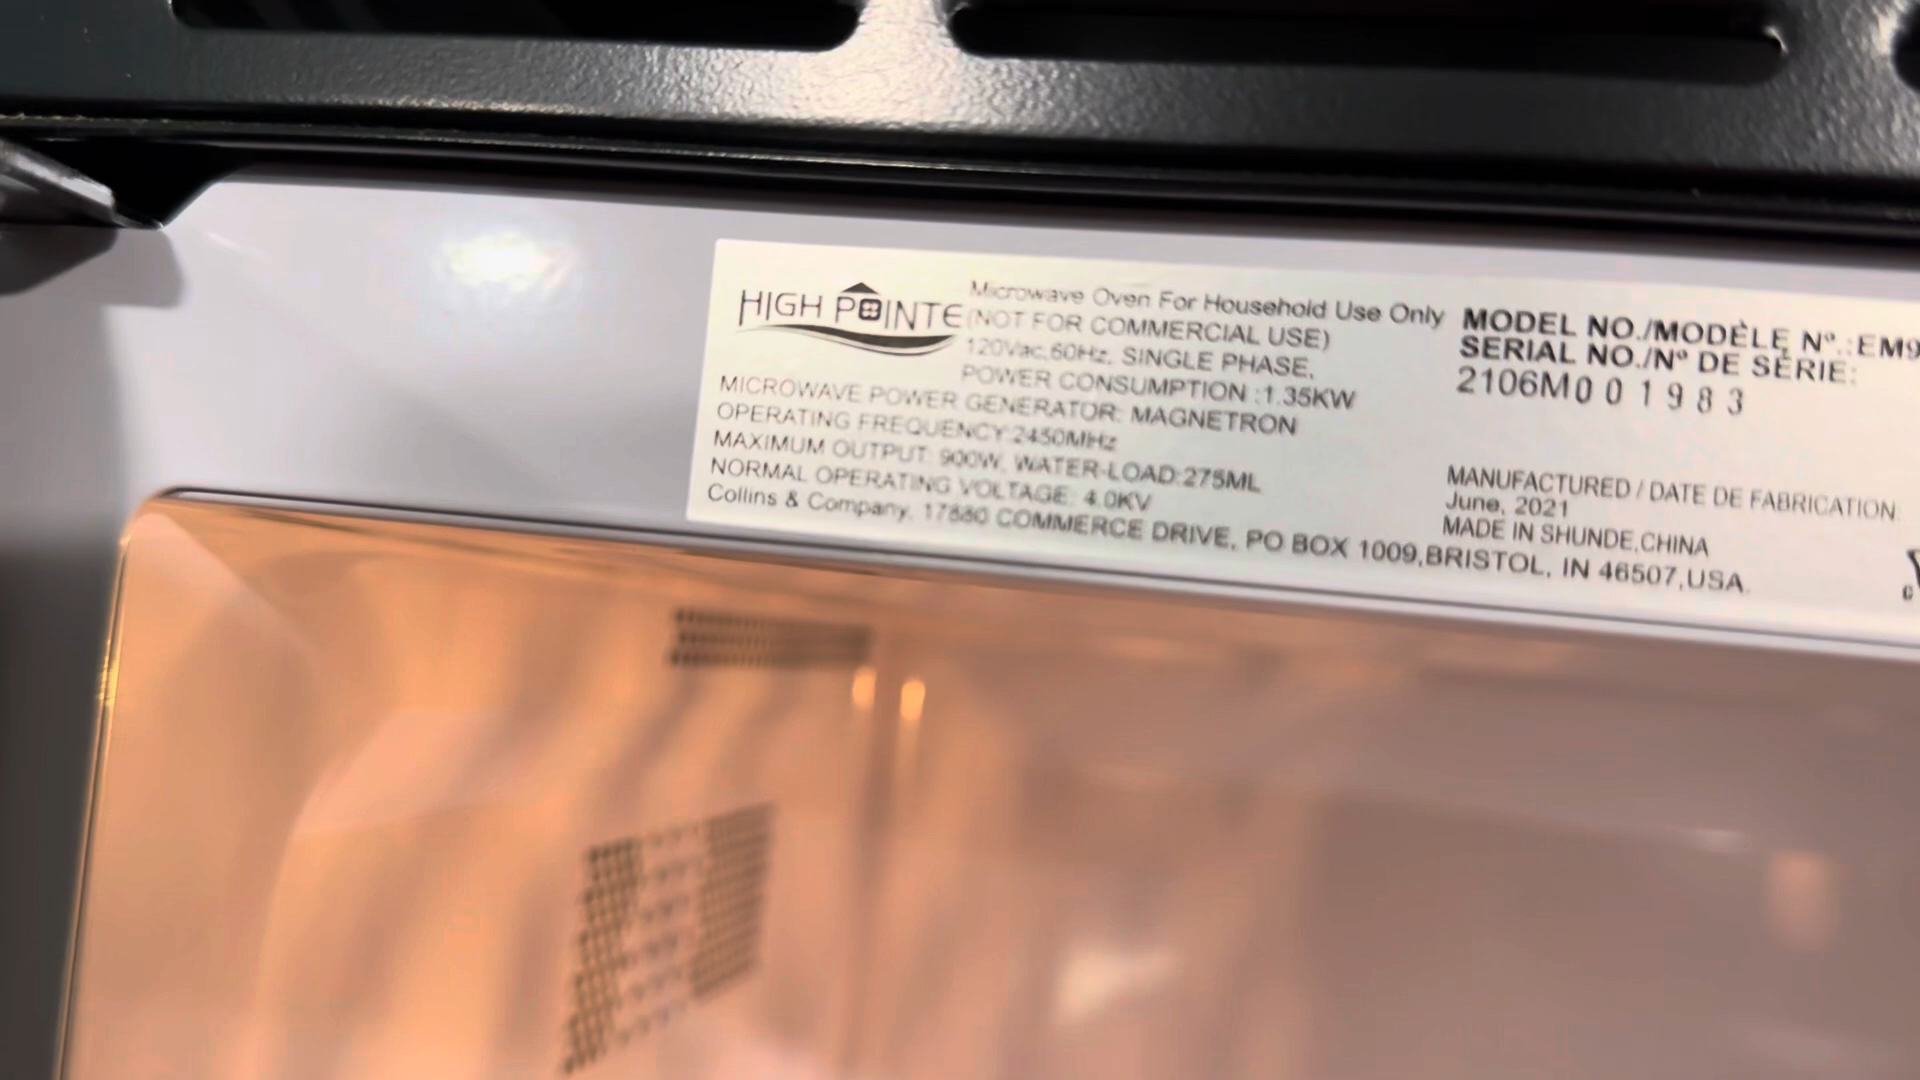 HIGH POINTE
Microwave Oven For Household Use Only
(NOT FOR COMMERCIAL USE)
120Vac,60Hz, SINGLE PHASE,
POWER CONSUMPTION :1.35KW
MICROWAVE POWER GENERATOR: MAGNETRON
OPERATING FREQUENCY:2450MHz
MAXIMUM OUTPUT: 900W, WATER-LOAD:275ML
NORMAL OPERATING VOLTAGE: 4.0KV
Collins & Company, 17880 COMMERCE DRIVE, PO BOX 1009,BRISTOL, IN 46507,USA.
MODEL NO./MODÈLE Nº.:EM9
SERIAL NO./Nº DE SÉRIE:
2106M001983
MANUFACTURED / DATE DE FABRICATION:
June, 2021
MADE IN SHUNDE,CHINA